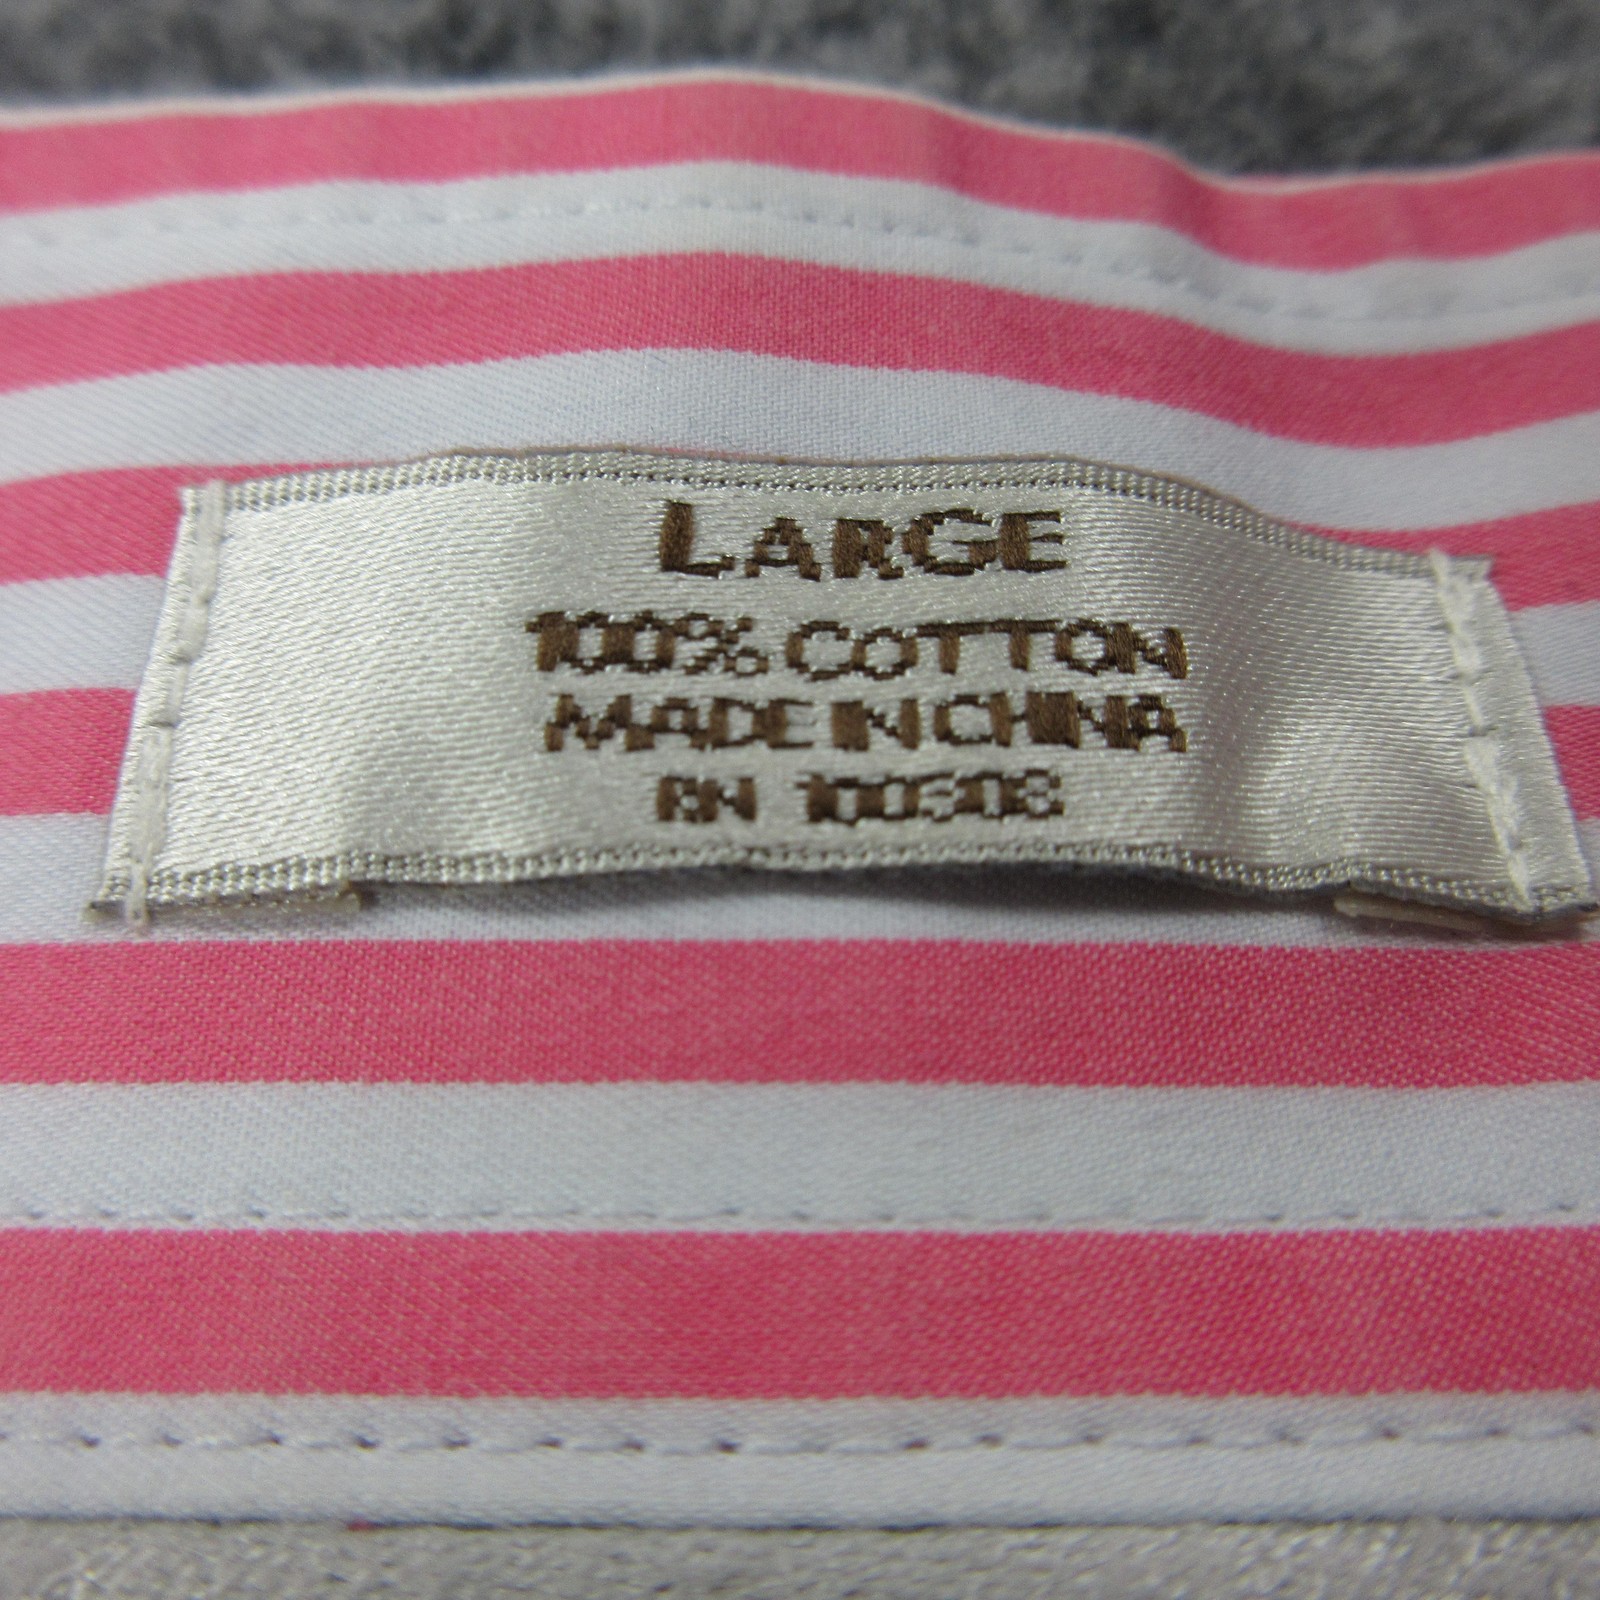 LARGE
100% COTTON
MADE IN CHINA
RN 100308